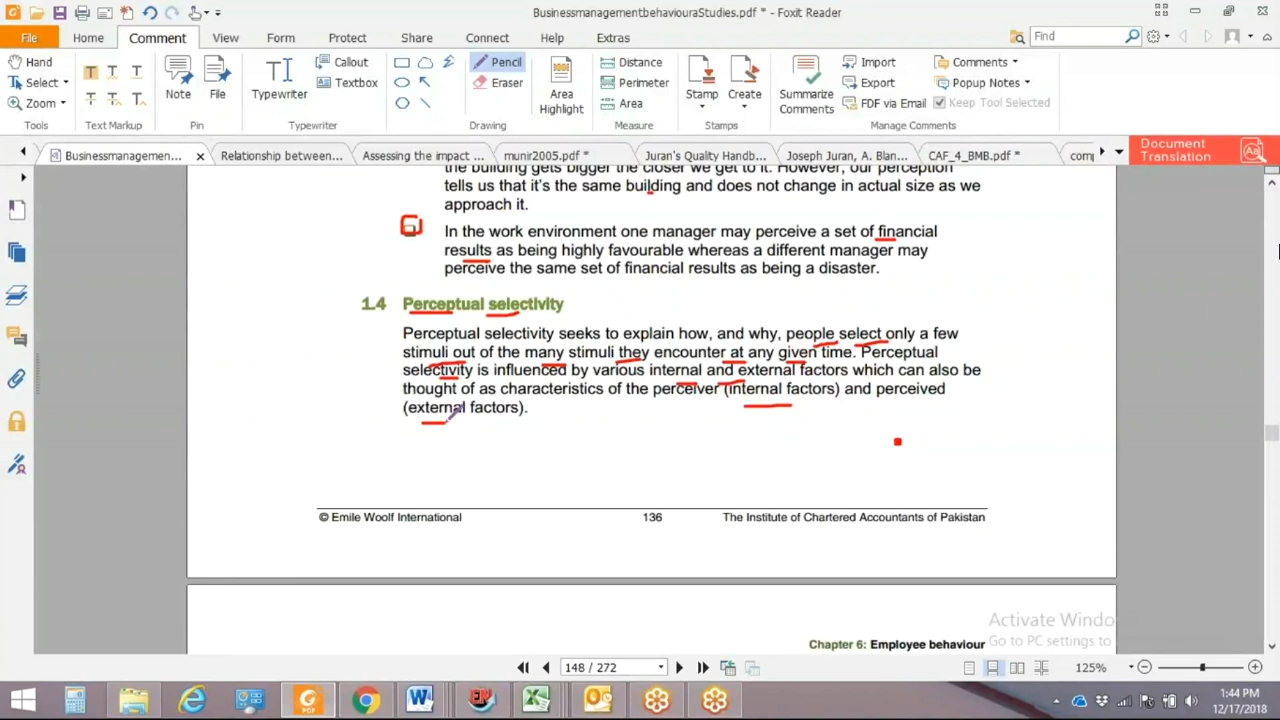 BusinessmanagementbehaviouraStudies.pdf * - Foxit Reader
File Home Comment View Form Protect Share Connect Help Extras Find
Hand Callout Pencil Distance Import Comments
Select Note File Typewriter Textbox Eraser Area Highlight Perimeter Stamp Create Summarize Comments Export Popup Notes
Zoom Area FDF via Email Keep Tool Selected
Tools Text Markup Pin Typewriter Drawing Measure Stamps Manage Comments
Businessmanagemen... Relationship between... Assessing the impact ... munir2005.pdf * Juran's Quality Handb... Joseph Juran, A. Blan... CAF_4_BMB.pdf * comp
Document Translation
the building gets bigger the closer we get to it. However, our perception
tells us that it's the same building and does not change in actual size as we
approach it.
In the work environment one manager may perceive a set of financial
results as being highly favourable whereas a different manager may
perceive the same set of financial results as being a disaster.
1.4 Perceptual selectivity
Perceptual selectivity seeks to explain how, and why, people select only a few
stimuli out of the many stimuli they encounter at any given time. Perceptual
selectivity is influenced by various internal and external factors which can also be
thought of as characteristics of the perceiver (internal factors) and perceived
(external factors).
© Emile Woolf International 136 The Institute of Chartered Accountants of Pakistan
Activate Windo
Go to PC settings to
Chapter 6: Employee behaviour
148 / 272 125%
1:44 PM
12/17/2018